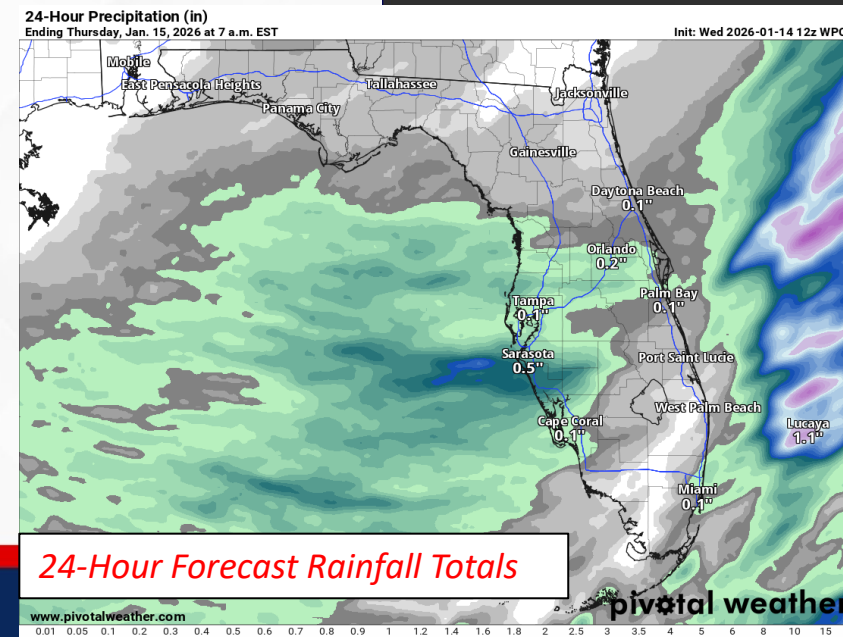 24-Hour Precipitation (in)
Ending Thursday, Jan. 15, 2026 at 7 a.m. EST
Init: Wed 2026-01-14 12z WPC
Mobile
East Pensacola Heights
Tallahassee
Panama City
Jacksonville
Gainesville
Daytona Beach
0.1"
Orlando
0.2"
Tampa
0.1"
Palm Bay
0.1"
Sarasota
0.5"
Port Saint Lucie
West Palm Beach
Cape Coral
0.1"
Lucaya
1.1"
Miami
0.1"
24-Hour Forecast Rainfall Totals
pivotal weather
www.pivotalweather.com
0.01 0.05 0.1 0.2 0.3 0.4 0.5 0.6 0.7 0.8 0.9 1 1.2 1.4 1.6 1.8 2 2.5 3 3.5 4 5 6 7 8 9 10 15